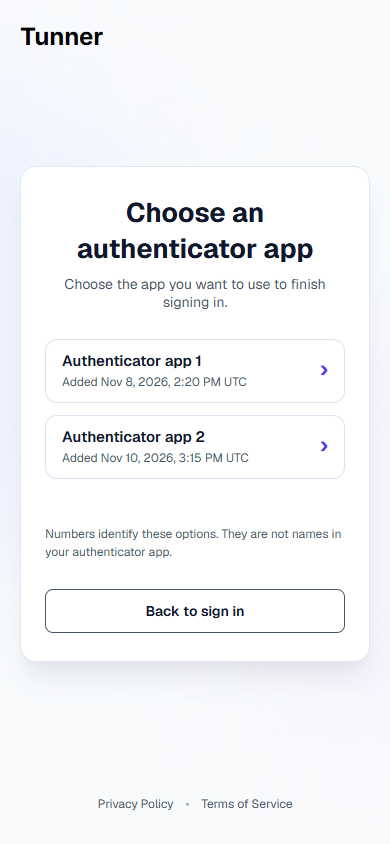 Tunner
Choose an
authenticator app
Choose the app you want to use to finish
signing in.
Authenticator app 1
Added Nov 8, 2026, 2:20 PM UTC
Authenticator app 2
Added Nov 10, 2026, 3:15 PM UTC
Numbers identify these options. They are not names in
your authenticator app.
Back to sign in
Privacy Policy • Terms of Service